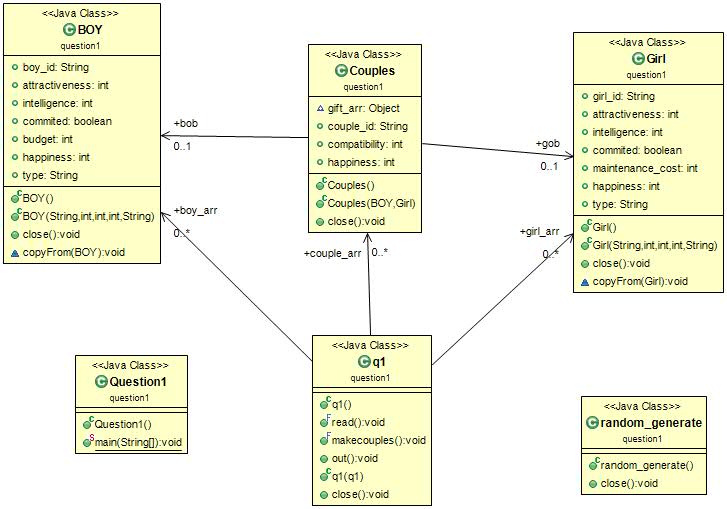 <<Java Class>>
BOY
question1
boy_id: String
attractiveness: int
intelligence: int
commited: boolean
budget: int
happiness: int
type: String
BOY()
BOY(String,int,int,int,String)
close():void
copyFrom(BOY):void
<<Java Class>>
Couples
question1
gift_arr: Object
couple_id: String
compatibility: int
happiness: int
Couples()
Couples(BOY,Girl)
close():void
<<Java Class>>
Girl
question1
girl_id: String
attractiveness: int
intelligence: int
commited: boolean
maintenance_cost: int
happiness: int
type: String
Girl()
Girl(String,int,int,int,String)
close():void
copyFrom(Girl):void
+bob
0..1
+gob
0..1
+boy_arr
0..*
+couple_arr
0..*
+girl_arr
0..*
<<Java Class>>
Question1
question1
Question1()
main(String[]):void
<<Java Class>>
q1
question1
q1()
read():void
makecouples():void
out():void
q1(q1)
close():void
<<Java Class>>
random_generate
question1
random_generate()
close():void